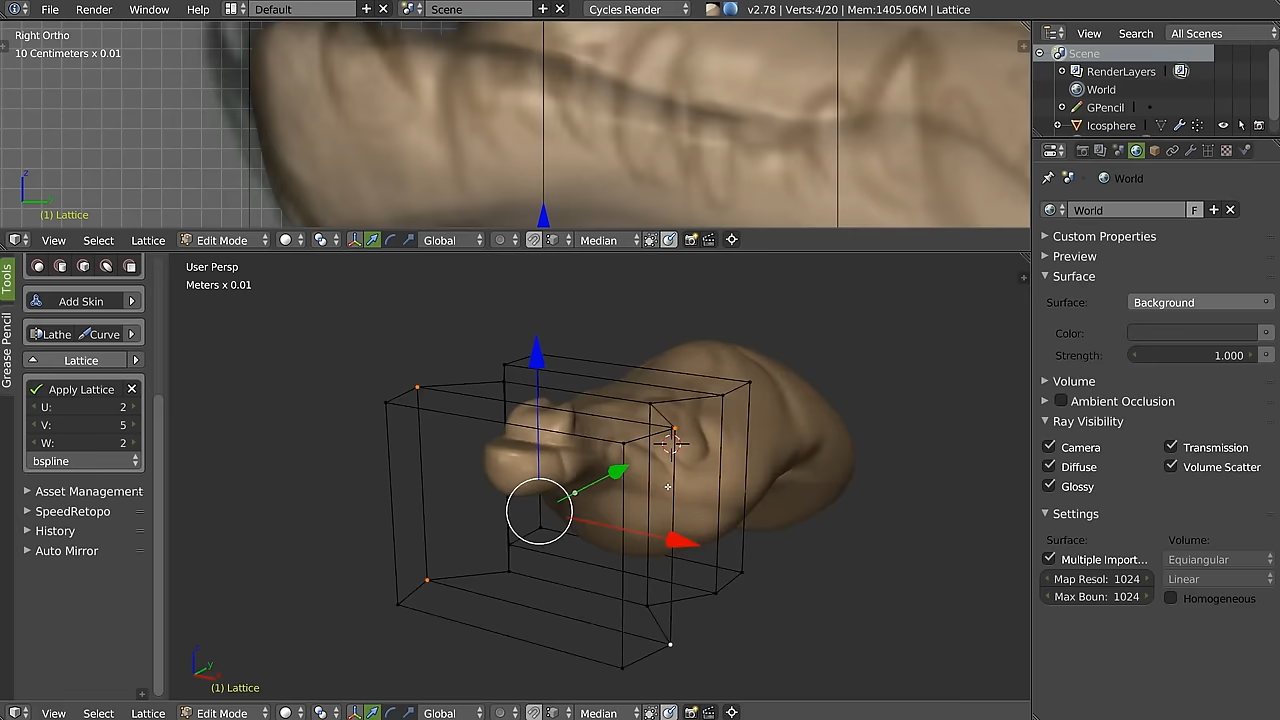 File Render Window Help Default Scene Cycles Render v2.78 | Verts:4/20 | Mem:1405.06M | Lattice
Right Ortho
10 Centimeters x 0.01
z
(1) Lattice
View Select Lattice Edit Mode Global Median
User Persp
Meters x 0.01
Tools
Grease Pencil
Add Skin
Lathe Curve
Lattice
Apply Lattice
U: 2
V: 5
W: 2
bspline
Asset Management
SpeedRetopo
History
Auto Mirror
z
y
(1) Lattice
View Select Lattice Edit Mode Global Median
View Search All Scenes
Scene
RenderLayers
World
GPencil
Icosphere
World
World F
Custom Properties
Preview
Surface
Surface: Background
Color:
Strength: 1.000
Volume
Ambient Occlusion
Ray Visibility
Camera Transmission
Diffuse Volume Scatter
Glossy
Settings
Surface: Volume:
Multiple Import... Equiangular
Map Resol: 1024 Linear
Max Boun: 1024 Homogeneous